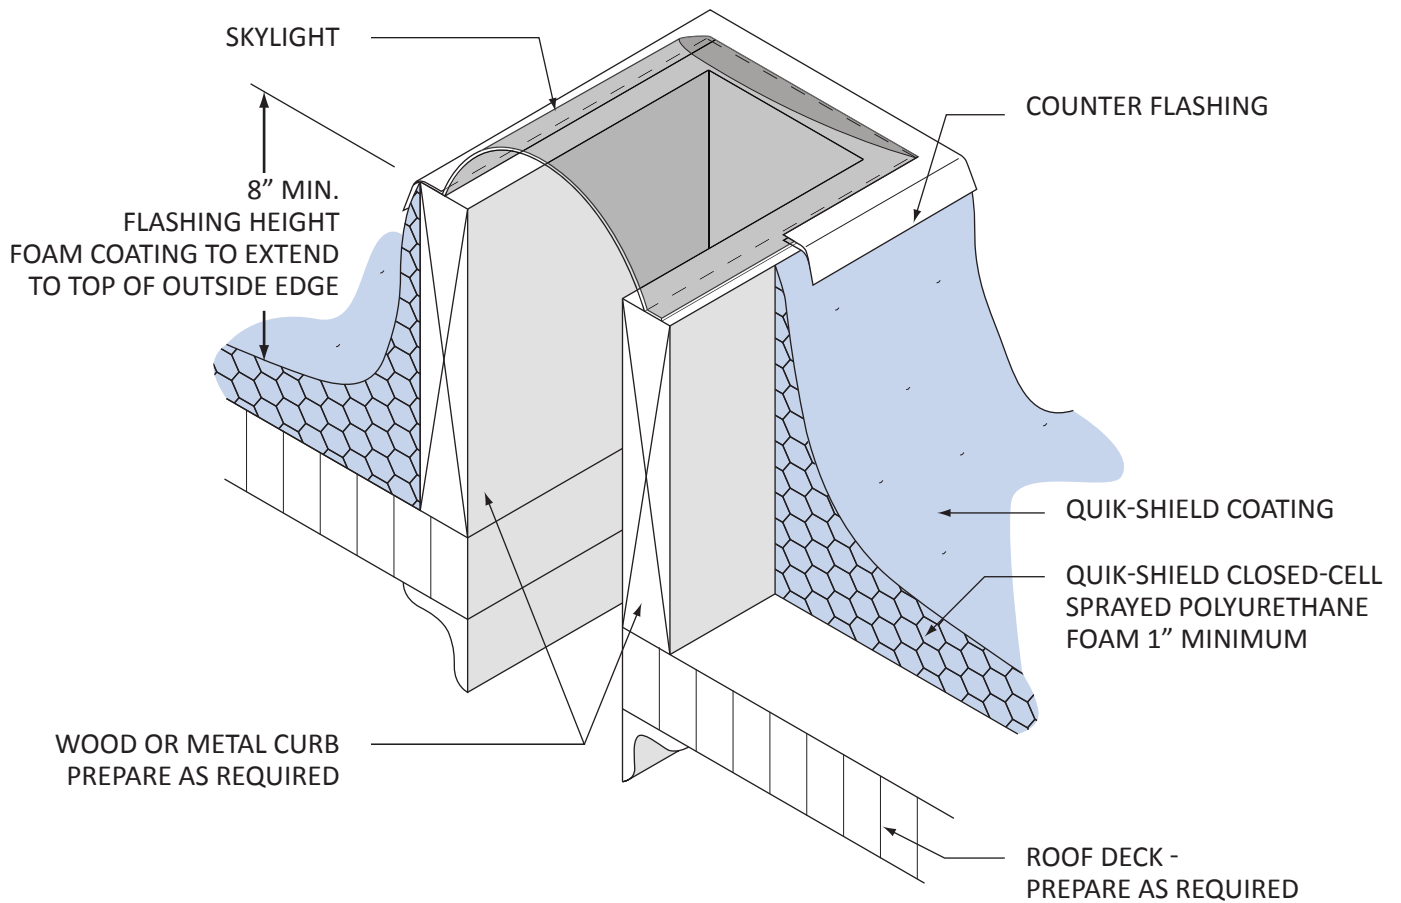 SKYLIGHT
COUNTER FLASHING
8” MIN.
FLASHING HEIGHT
FOAM COATING TO EXTEND
TO TOP OF OUTSIDE EDGE
QUIK-SHIELD COATING
QUIK-SHIELD CLOSED-CELL
SPRAYED POLYURETHANE
FOAM 1” MINIMUM
WOOD OR METAL CURB
PREPARE AS REQUIRED
ROOF DECK -
PREPARE AS REQUIRED